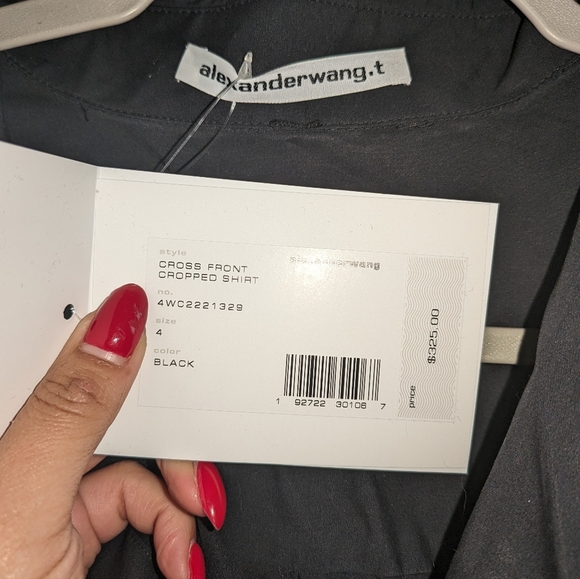 alexanderwang.t
style
CROSS FRONT
CROPPED SHIRT
no.
4WC2221329
size
4
color
BLACK
alexanderwang
1 92722 30106 7
price
$325.00